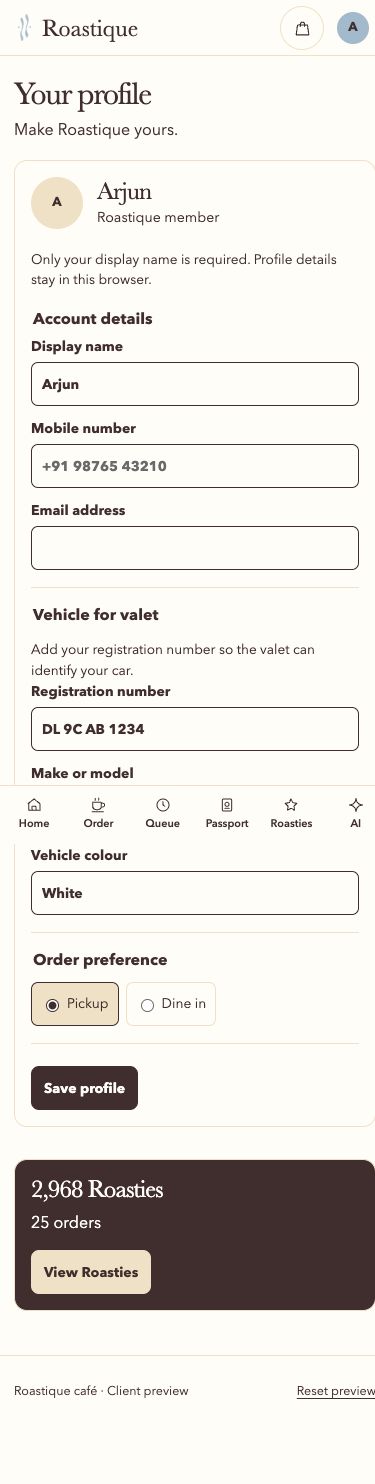 Roastique
A
Your profile
Make Roastique yours.
A
Arjun
Roastique member
Only your display name is required. Profile details
stay in this browser.
Account details
Display name
Arjun
Mobile number
+91 98765 43210
Email address
Vehicle for valet
Add your registration number so the valet can
identify your car.
Registration number
DL 9C AB 1234
Make or model
Home Order Queue Passport Roasties AI
Vehicle colour
White
Order preference
Pickup Dine in
Save profile
2,968 Roasties
25 orders
View Roasties
Roastique café · Client preview Reset preview